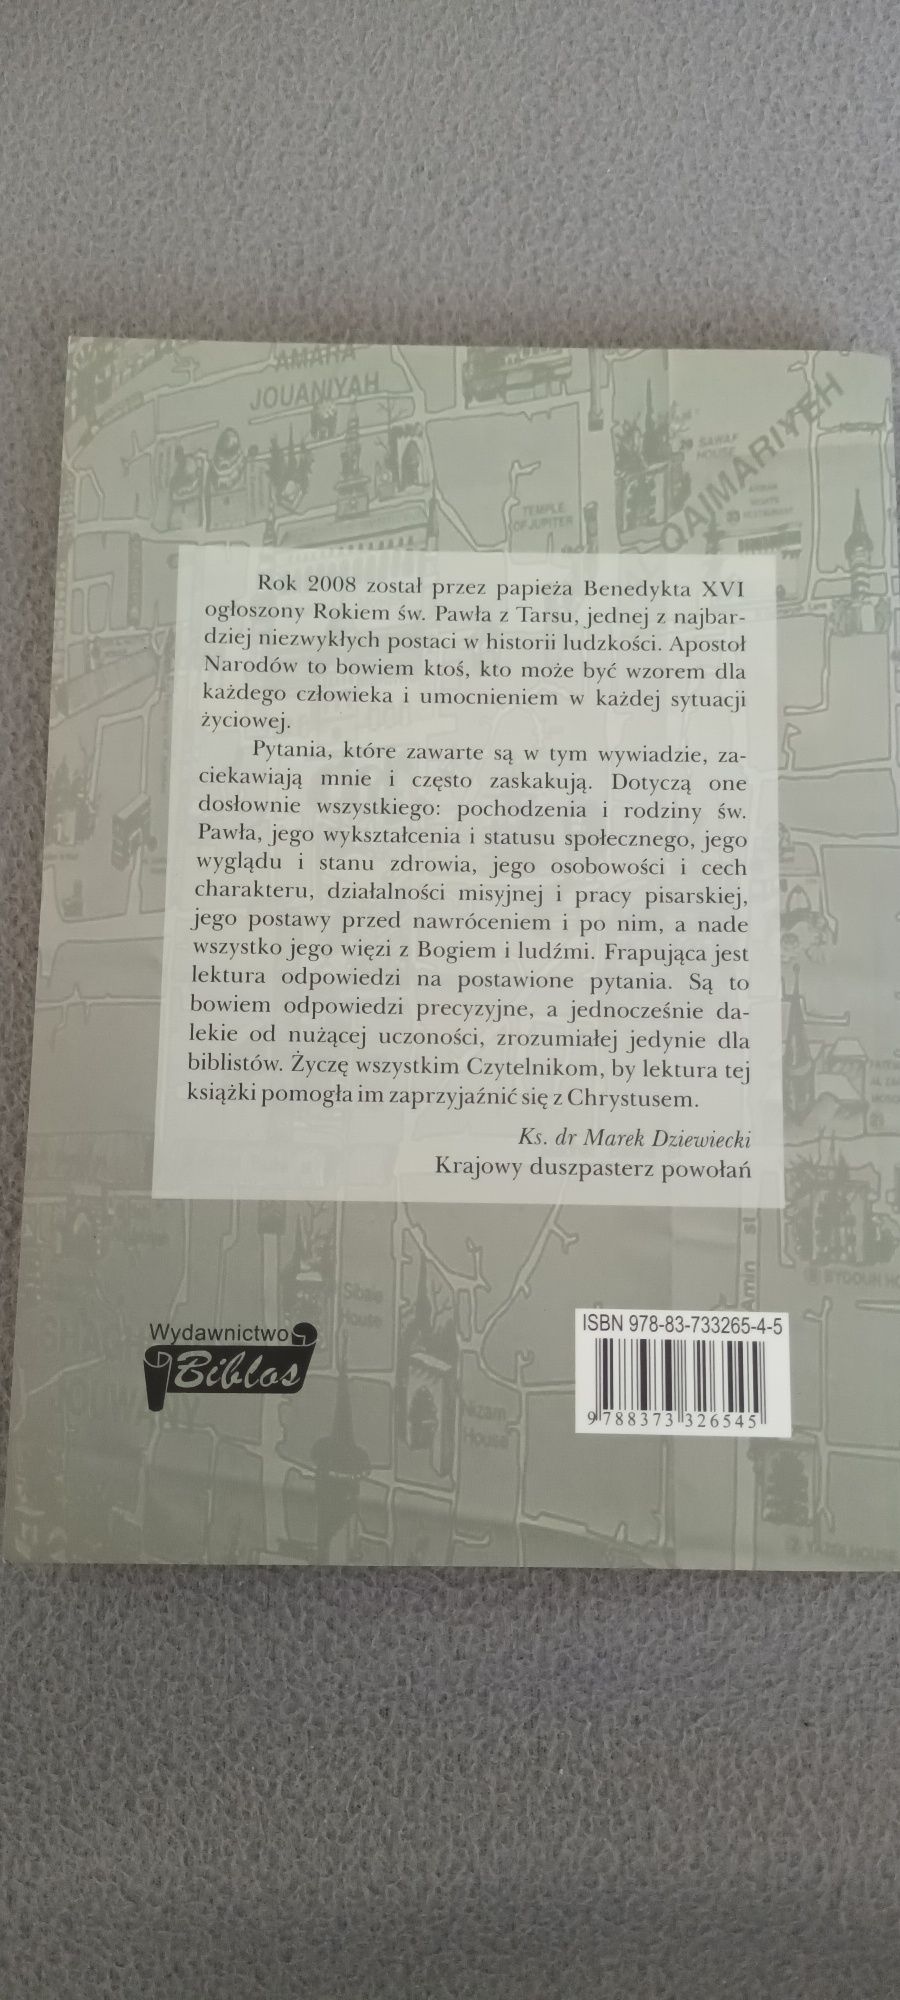 AMARA
JOUANIYAH
SAWAF
HOUSE
QAIMARIYEH
TEMPLE
OF JUPITER
Rok 2008 został przez papieża Benedykta XVI
ogłoszony Rokiem św. Pawła z Tarsu, jednej z najbar-
dziej niezwykłych postaci w historii ludzkości. Apostoł
Narodów to bowiem ktoś, kto może być wzorem dla
każdego człowieka i umocnieniem w każdej sytuacji
życiowej.
Pytania, które zawarte są w tym wywiadzie, za-
ciekawiają mnie i często zaskakują. Dotyczą one
dosłownie wszystkiego: pochodzenia i rodziny św.
Pawła, jego wykształcenia i statusu społecznego, jego
wyglądu i stanu zdrowia, jego osobowości i cech
charakteru, działalności misyjnej i pracy pisarskiej,
jego postawy przed nawróceniem i po nim, a nade
wszystko jego więzi z Bogiem i ludźmi. Frapująca jest
lektura odpowiedzi na postawione pytania. Są to
bowiem odpowiedzi precyzyjne, a jednocześnie da-
lekie od nużącej uczoności, zrozumiałej jedynie dla
biblistów. Życzę wszystkim Czytelnikom, by lektura tej
książki pomogła im zaprzyjaźnić się z Chrystusem.
Ks. dr Marek Dziewiecki
Krajowy duszpasterz powołań
Amin st
Sibaie
House
Nizam
House
Wydawnictwo
Biblos
ISBN 978-83-733265-4-5
9 788373 326545